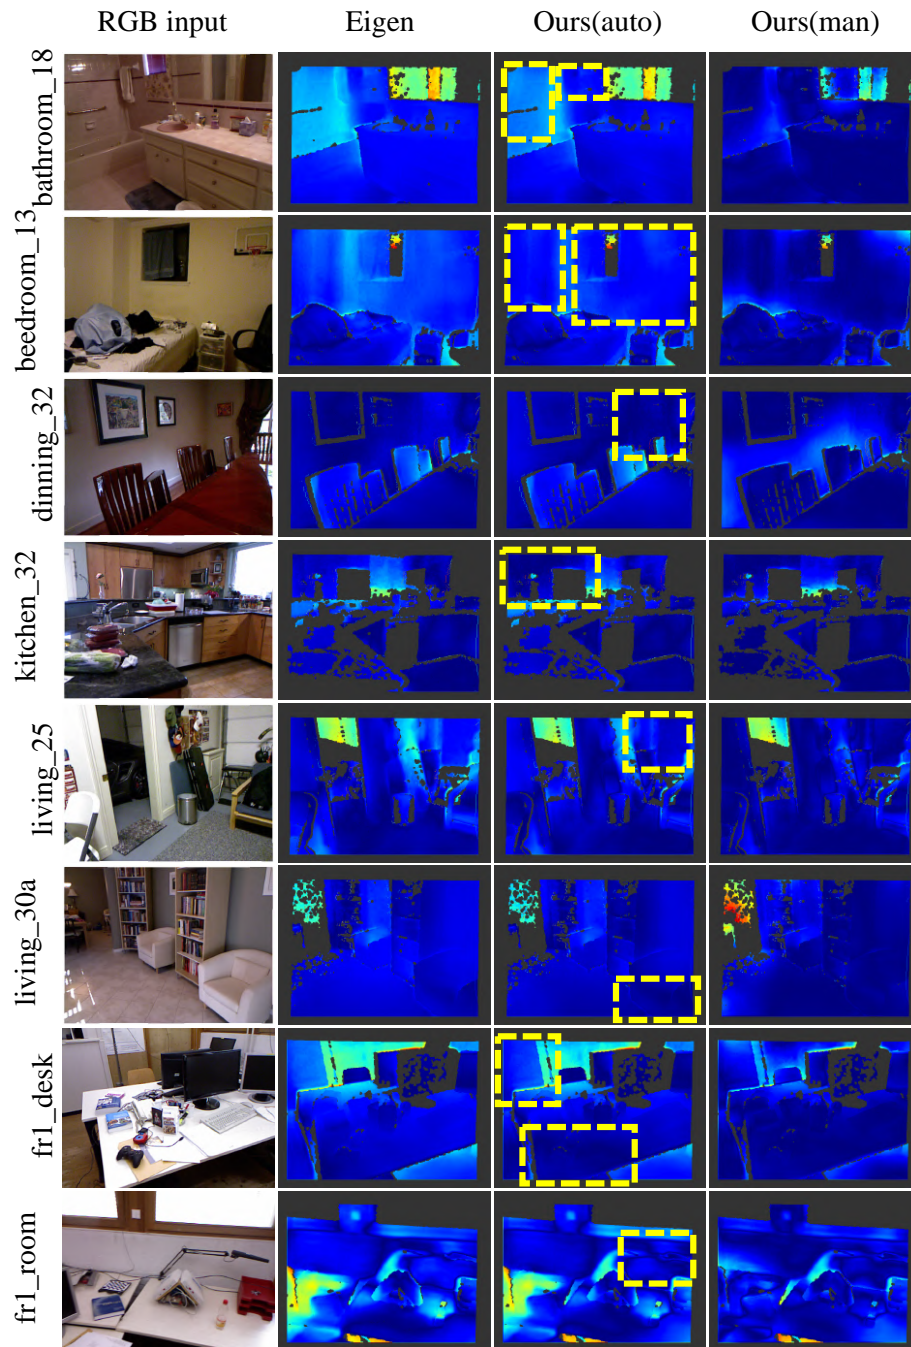 RGB input Eigen Ours(auto) Ours(man)
bathroom_18
beedroom_13
dinning_32
kitchen_32
living_25
living_30a
fr1_desk
fr1_room